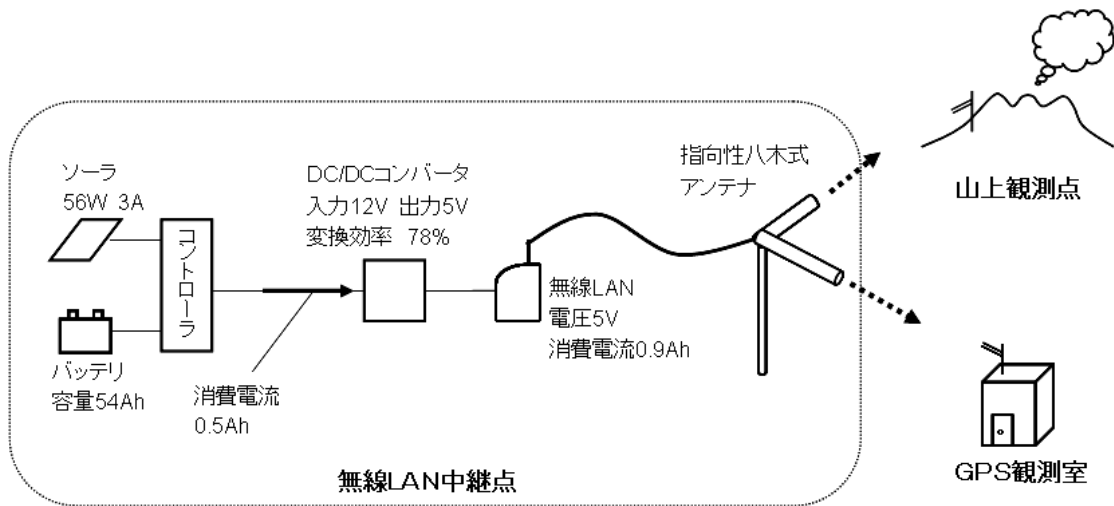 ソーラ
56W 3A
コントローラ
バッテリ
容量54Ah
消費電流
0.5Ah
DC/DCコンバータ
入力12V 出力5V
変換効率 78%
無線LAN
電圧5V
消費電流0.9Ah
指向性八木式
アンテナ
無線LAN中継点
山上観測点
GPS観測室